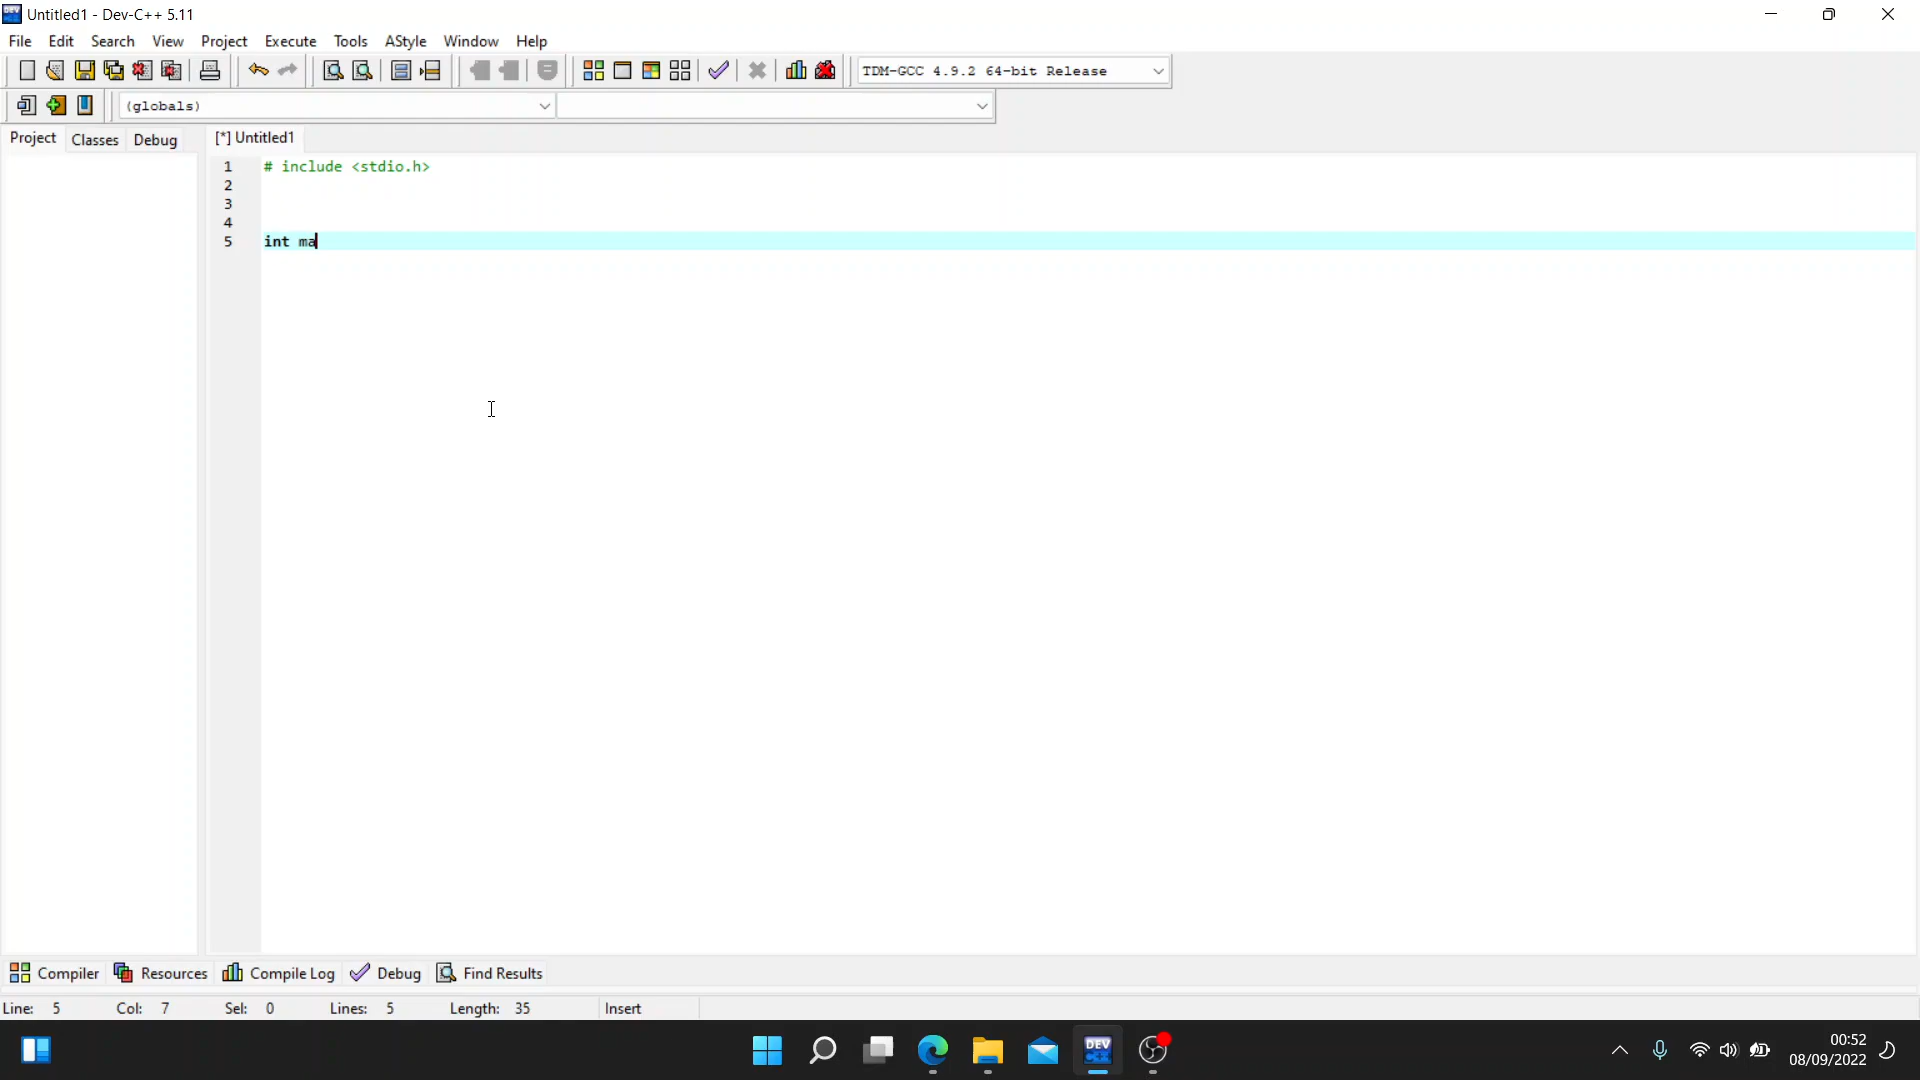 DEV Untitled1 - Dev-C++ 5.11
File Edit Search View Project Execute Tools AStyle Window Help
TDM-GCC 4.9.2 64-bit Release
(globals)
Project Classes Debug [*] Untitled1
1 # include <stdio.h>
2
3
4
5 int ma
Compiler Resources Compile Log Debug Find Results
Line: 5 Col: 7 Sel: 0 Lines: 5 Length: 35 Insert
DEV C++
00:52
08/09/2022